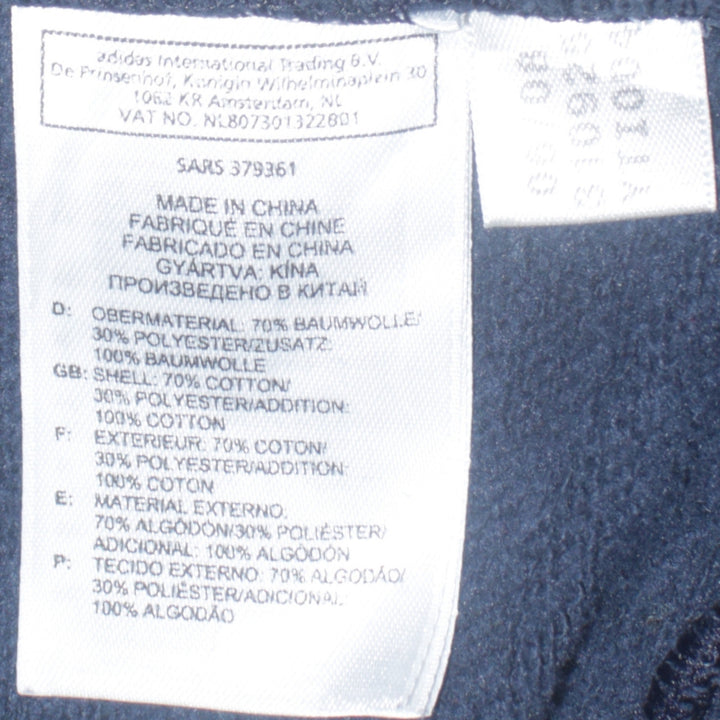 adidas International Trading B.V.
De Prinsenhof, Konigin Wilhelminaplein 30
1062 KR Amsterdam, NL
VAT NO. NL807301322B01
SARS 379361
MADE IN CHINA
FABRIQUÉ EN CHINE
FABRICADO EN CHINA
GYÁRTVA: KÍNA
ПРОИЗВЕДЕНО В КИТАЙ
D: OBERMATERIAL: 70% BAUMWOLLE/
30% POLYESTER/ZUSATZ:
100% BAUMWOLLE
GB: SHELL: 70% COTTON/
30% POLYESTER/ADDITION:
100% COTTON
F: EXTERIEUR: 70% COTON/
30% POLYESTER/ADDITION:
100% COTON
E: MATERIAL EXTERNO:
70% ALGODÓN/30% POLIÉSTER/
ADICIONAL: 100% ALGODÓN
P: TECIDO EXTERNO: 70% ALGODÃO/
30% POLIÉSTER/ADICIONAL:
100% ALGODÃO